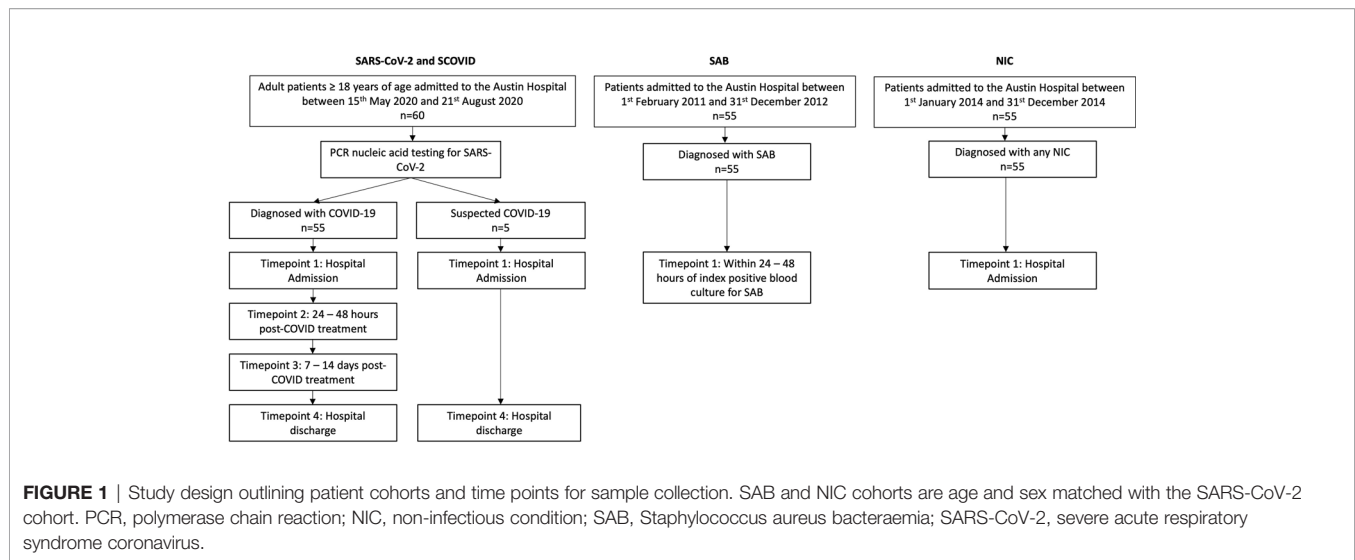 SARS-CoV-2 and SCOVID
Adult patients ≥ 18 years of age admitted to the Austin Hospital
between 15th May 2020 and 21st August 2020
n=60
PCR nucleic acid testing for SARS-
CoV-2
Diagnosed with COVID-19
n=55
Timepoint 1: Hospital
Admission
Timepoint 2: 24 – 48 hours
post-COVID treatment
Timepoint 3: 7 – 14 days post-
COVID treatment
Timepoint 4: Hospital
discharge
Suspected COVID-19
n=5
Timepoint 1: Hospital
Admission
Timepoint 4: Hospital
discharge
SAB
Patients admitted to the Austin Hospital between
1st February 2011 and 31st December 2012
n=55
Diagnosed with SAB
n=55
Timepoint 1: Within 24 – 48
hours of index positive blood
culture for SAB
NIC
Patients admitted to the Austin Hospital between
1st January 2014 and 31st December 2014
n=55
Diagnosed with any NIC
n=55
Timepoint 1: Hospital
Admission
FIGURE 1 | Study design outlining patient cohorts and time points for sample collection. SAB and NIC cohorts are age and sex matched with the SARS-CoV-2
cohort. PCR, polymerase chain reaction; NIC, non-infectious condition; SAB, Staphylococcus aureus bacteraemia; SARS-CoV-2, severe acute respiratory
syndrome coronavirus.